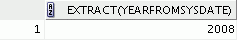 EXTRACT(YEARFROMSYSDATE)
1 2008